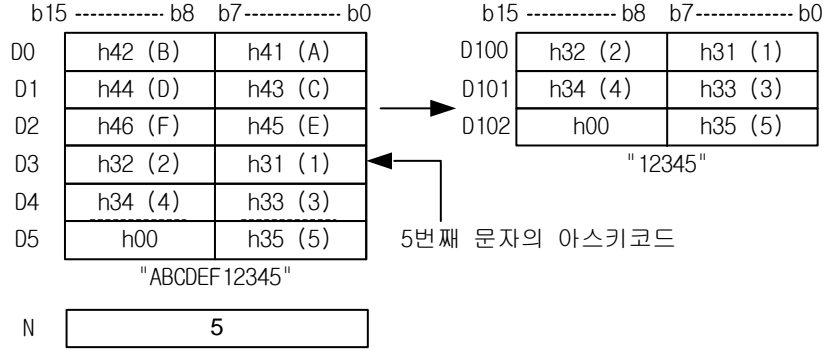 b15 ----------- b8 b7------------- b0
D0 h42 (B) h41 (A)
D1 h44 (D) h43 (C)
D2 h46 (F) h45 (E)
D3 h32 (2) h31 (1)
D4 h34 (4) h33 (3)
D5 h00 h35 (5)
"ABCDEF12345"
N 5
b15 ----------- b8 b7------------- b0
D100 h32 (2) h31 (1)
D101 h34 (4) h33 (3)
D102 h00 h35 (5)
"12345"
5번째 문자의 아스키코드